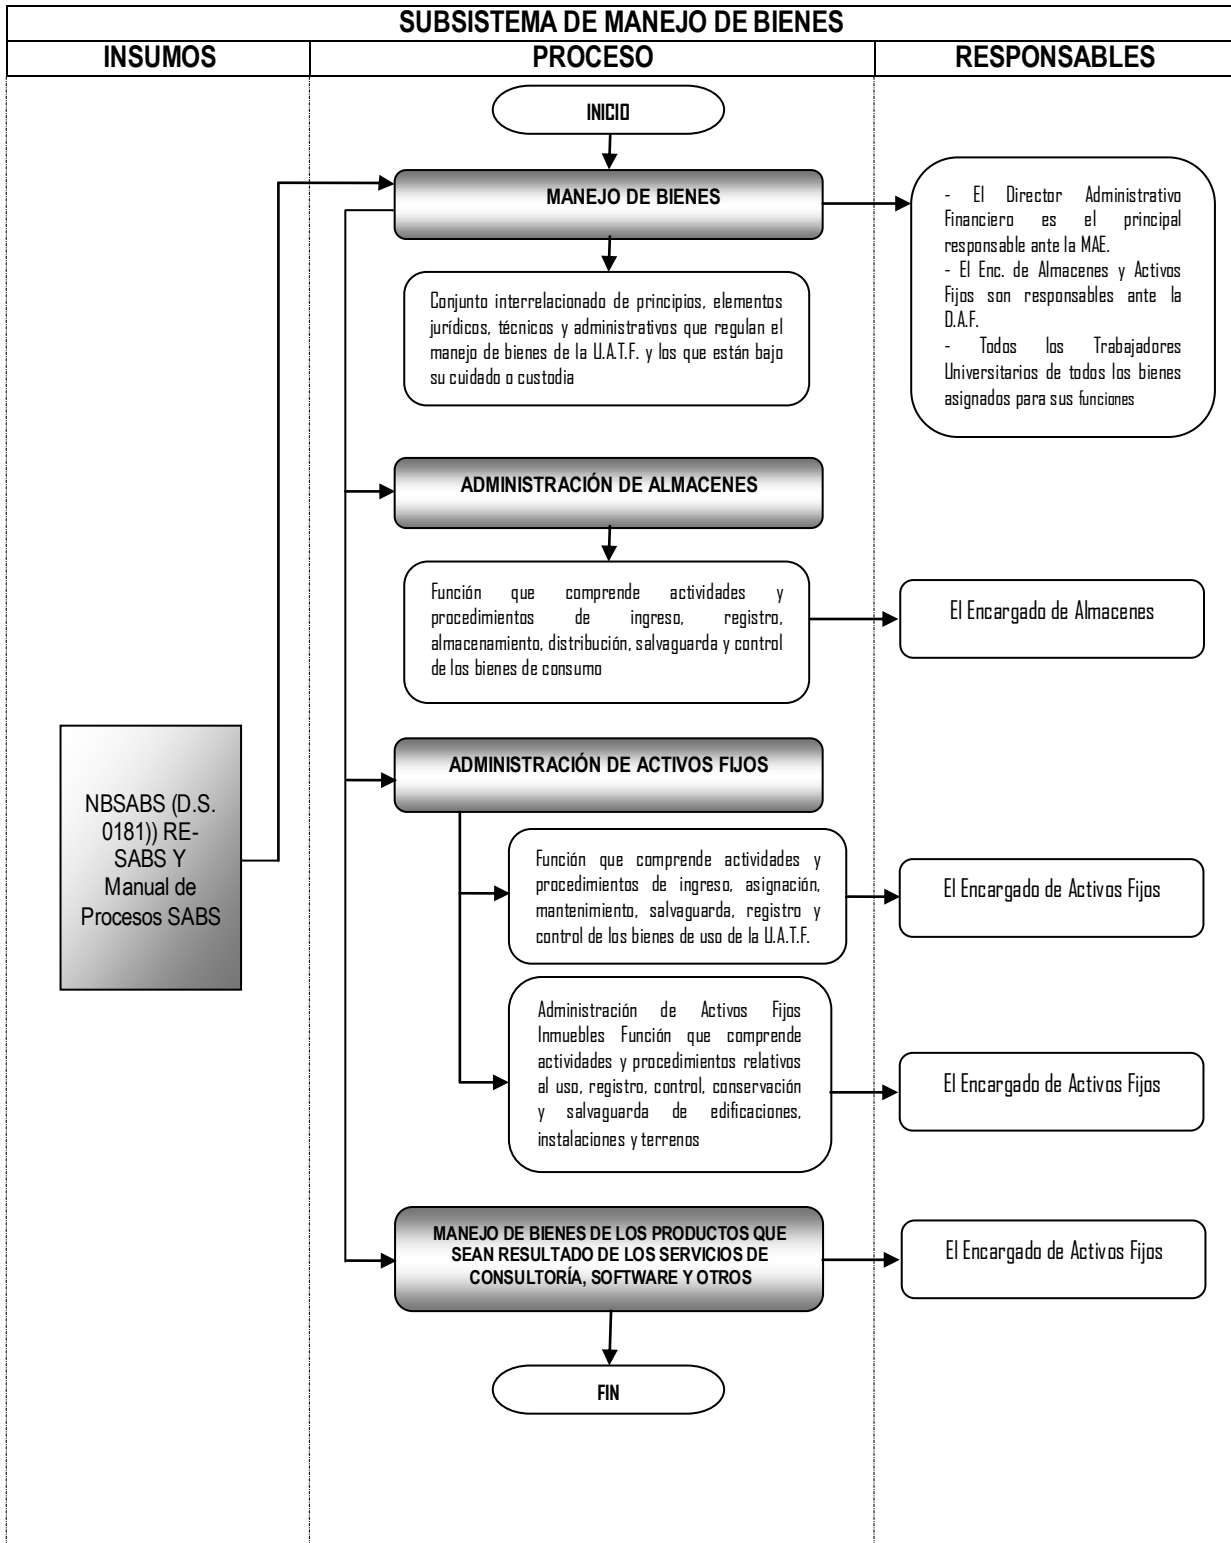 SUBSISTEMA DE MANEJO DE BIENES
INSUMOS
PROCESO
RESPONSABLES
INICIO
MANEJO DE BIENES
- El Director Administrativo
Financiero es el principal
responsable ante la MAE.
- El Enc. de Almacenes y Activos
Fijos son responsables ante la
D.A.F.
- Todos los Trabajadores
Universitarios de todos los bienes
asignados para sus funciones
Conjunto interrelacionado de principios, elementos
jurídicos, técnicos y administrativos que regulan el
manejo de bienes de la U.A.T.F. y los que están bajo
su cuidado o custodia
ADMINISTRACIÓN DE ALMACENES
Función que comprende actividades y
procedimientos de ingreso, registro,
almacenamiento, distribución, salvaguarda y control
de los bienes de consumo
El Encargado de Almacenes
NBSABS (D.S.
0181)) RE-
SABS Y
Manual de
Procesos SABS
ADMINISTRACIÓN DE ACTIVOS FIJOS
Función que comprende actividades y
procedimientos de ingreso, asignación,
mantenimiento, salvaguarda, registro y
control de los bienes de uso de la U.A.T.F.
El Encargado de Activos Fijos
Administración de Activos Fijos
Inmuebles Función que comprende
actividades y procedimientos relativos
al uso, registro, control, conservación
y salvaguarda de edificaciones,
instalaciones y terrenos
El Encargado de Activos Fijos
MANEJO DE BIENES DE LOS PRODUCTOS QUE
SEAN RESULTADO DE LOS SERVICIOS DE
CONSULTORÍA, SOFTWARE Y OTROS
El Encargado de Activos Fijos
FIN